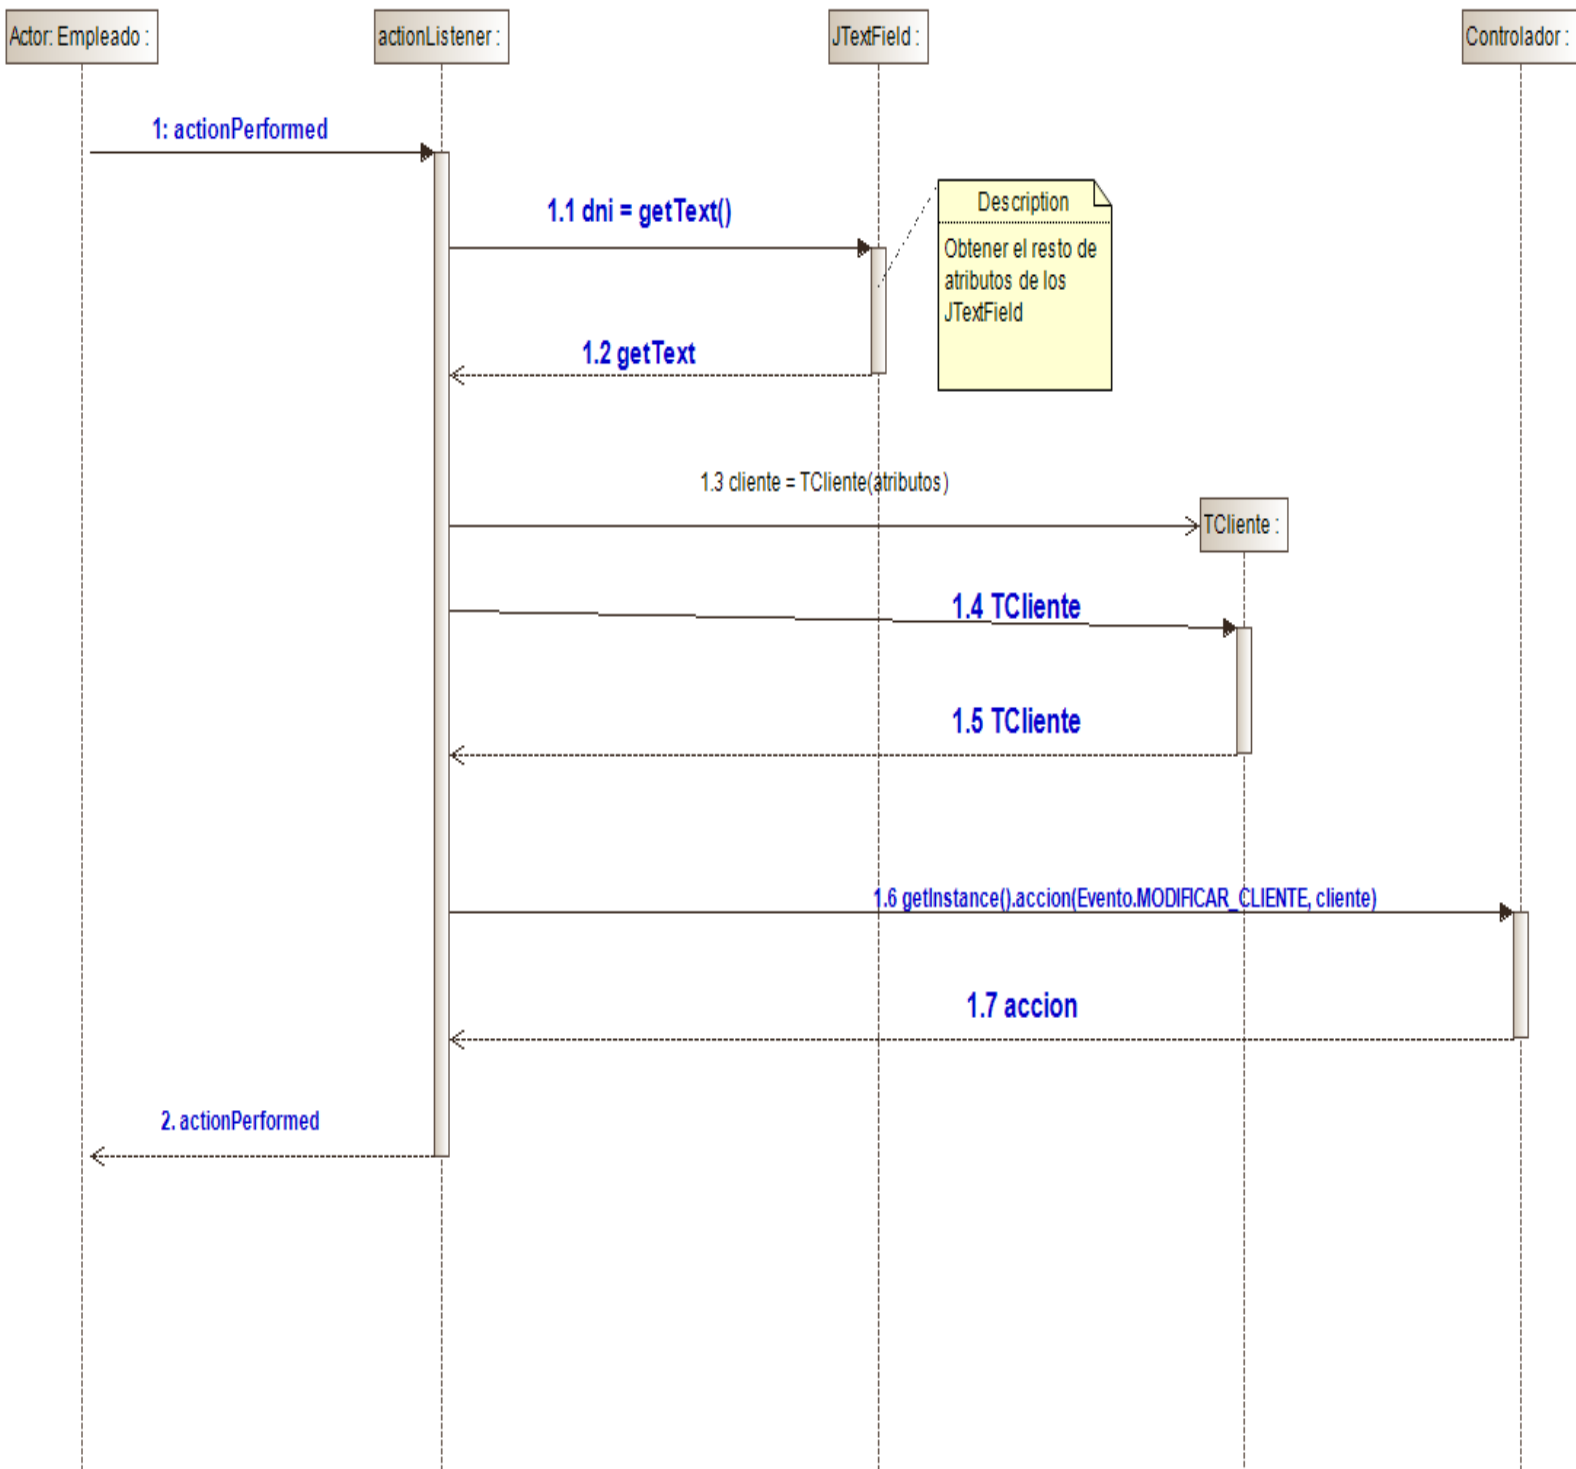 Actor: Empleado :
actionListener :
JTextField :
Controlador :
1: actionPerformed
1.1 dni = getText()
Description
Obtener el resto de
atributos de los
JTextField
1.2 getText
1.3 cliente = TCliente(atributos)
TCliente :
1.4 TCliente
1.5 TCliente
1.6 getInstance().accion(Evento.MODIFICAR_CLIENTE, cliente)
1.7 accion
2. actionPerformed